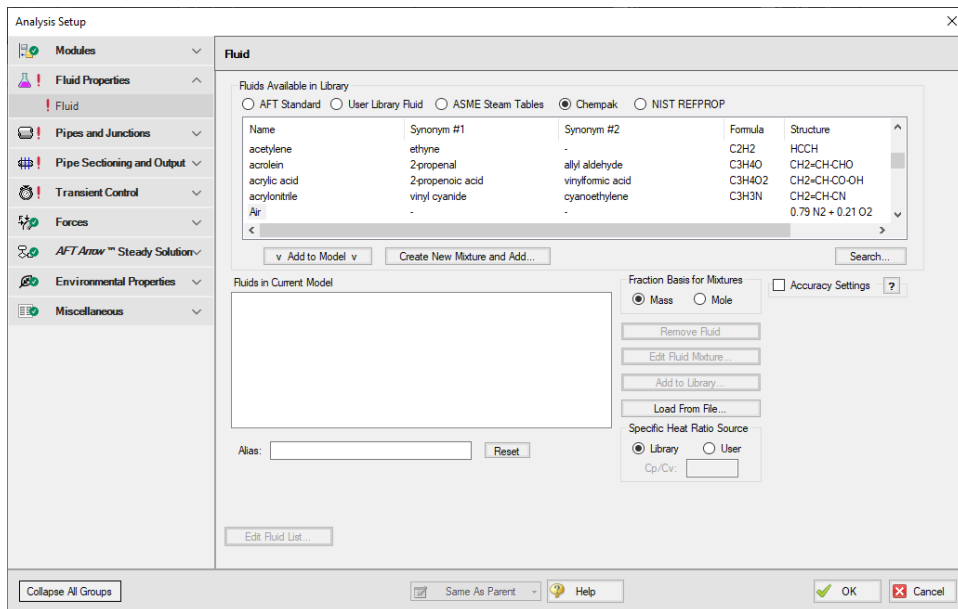 Analysis Setup
Modules
Fluid Properties
Fluid
Pipes and Junctions
Pipe Sectioning and Output
Transient Control
Forces
AFT Arrow ™ Steady Solution
Environmental Properties
Miscellaneous
Fluid
Fluids Available in Library
AFT Standard User Library Fluid ASME Steam Tables Chempak NIST REFPROP
Name Synonym #1 Synonym #2 Formula Structure
acetylene ethyne - C2H2 HCCH
acrolein 2-propenal allyl aldehyde C3H4O CH2=CH-CHO
acrylic acid 2-propenoic acid vinylformic acid C3H4O2 CH2=CH-CO-OH
acrylonitrile vinyl cyanide cyanoethylene C3H3N CH2=CH-CN
Air - - 0.79 N2 + 0.21 O2
v Add to Model v Create New Mixture and Add... Search...
Fluids in Current Model
Fraction Basis for Mixtures
Mass Mole
Accuracy Settings ?
Remove Fluid
Edit Fluid Mixture...
Add to Library...
Load From File...
Specific Heat Ratio Source
Library User
Cp/Cv:
Alias: Reset
Edit Fluid List...
Collapse All Groups Same As Parent Help OK Cancel